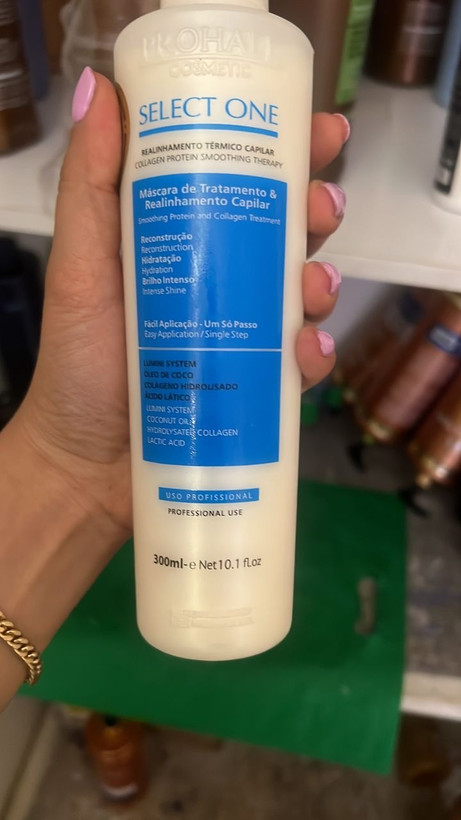 PROHALL
COSMETIC
SELECT ONE
REALINHAMENTO TÉRMICO CAPILAR
COLLAGEN PROTEIN SMOOTHING THERAPY
Máscara de Tratamento &
Realinhamento Capilar
Smoothing Protein and Collagen Treatment
Reconstrução
Reconstruction
Hidratação
Hydration
Brilho Intenso
Intense Shine
Fácil Aplicação - Um Só Passo
Easy Application / Single Step
LUMINI SYSTEM
ÓLEO DE COCO
COLÁGENO HIDROLISADO
ÁCIDO LÁTICO
LUMINI SYSTEM
COCONUT OIL
HYDROLYSATE COLLAGEN
LACTIC ACID
USO PROFISSIONAL
PROFESSIONAL USE
300ml- e Net 10.1 fl.oz